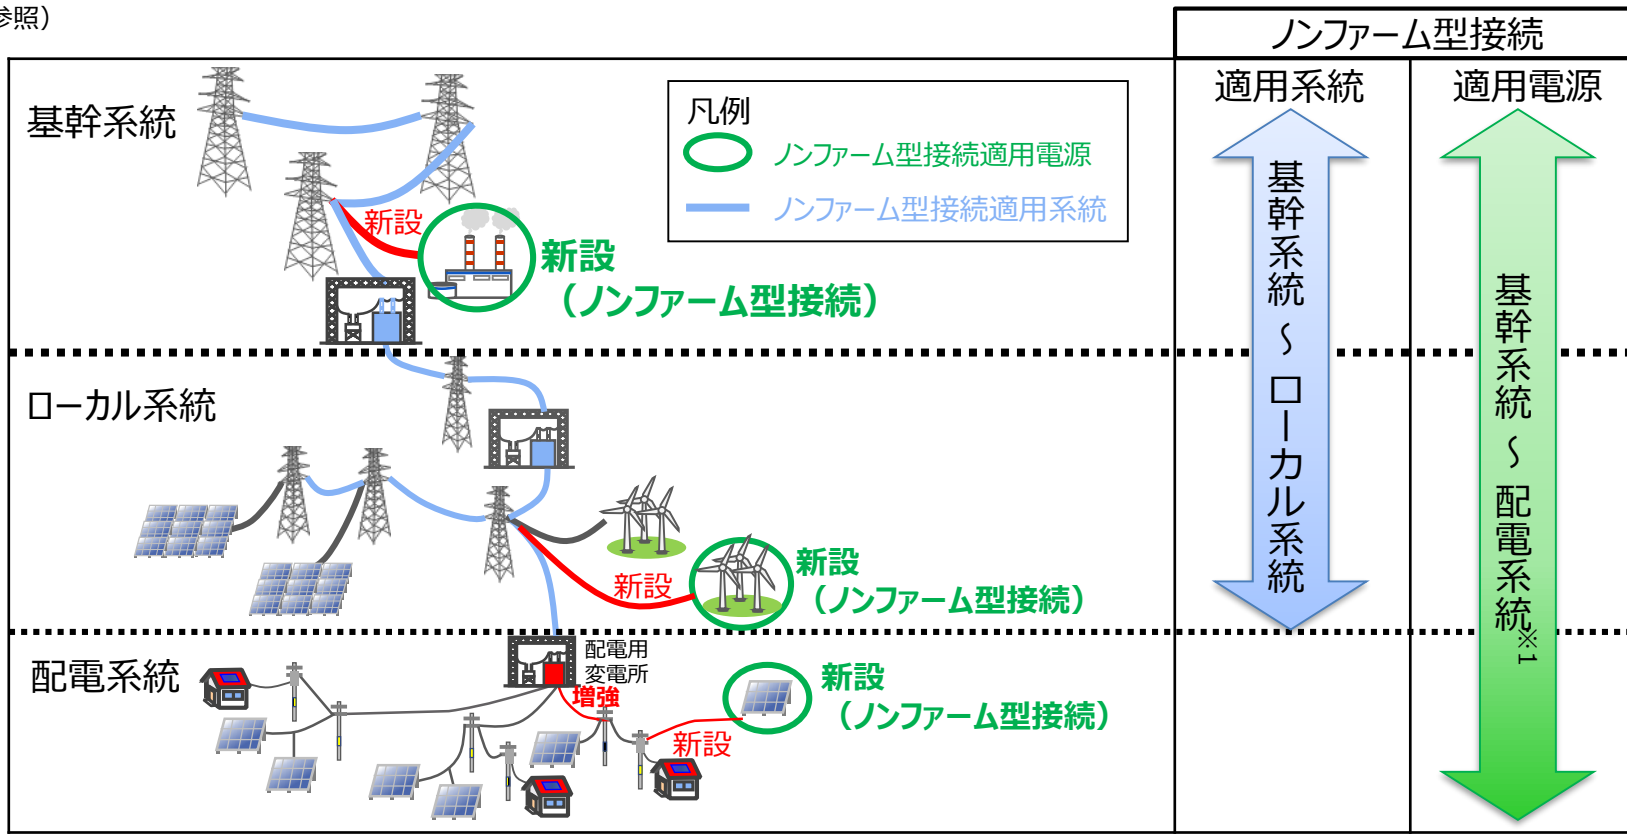 参照）
ノンファーム型接続
適用系統
適用電源
基幹系統
凡例
ノンファーム型接続適用電源
ノンファーム型接続適用系統
新設
新設
（ノンファーム型接続）
ローカル系統
新設
新設
（ノンファーム型接続）
配電系統
配電用
変電所
増強
新設
新設
（ノンファーム型接続）
基幹系統～ローカル系統
基幹系統～配電系統※1